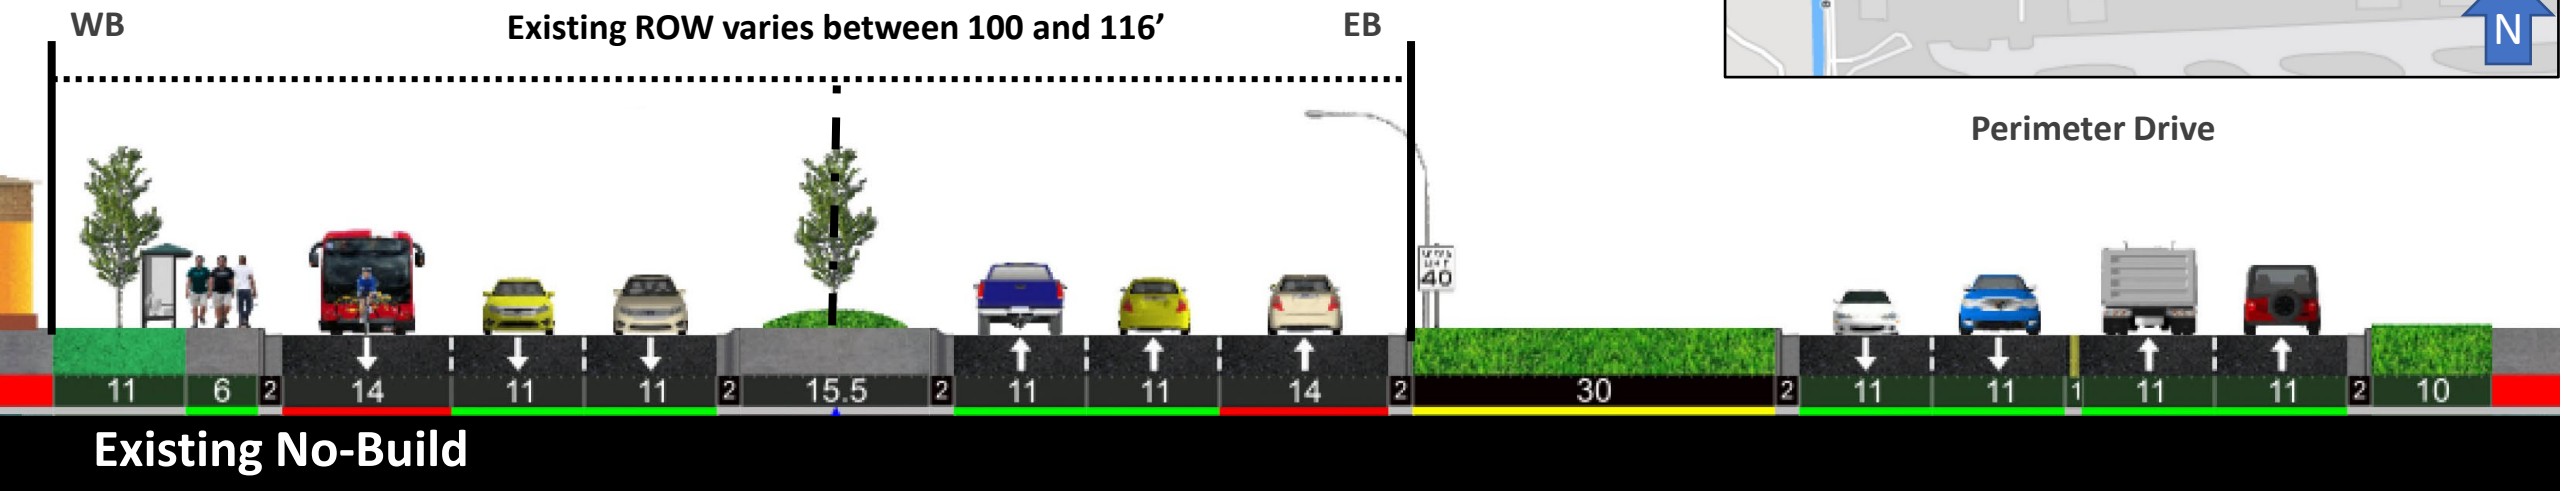 WB
Existing ROW varies between 100 and 116’
EB
N
Perimeter Drive
40
11 6 2 14 11 11 2 15.5 2 11 11 14 2 30 2 11 11 1 11 11 2 10
Existing No-Build